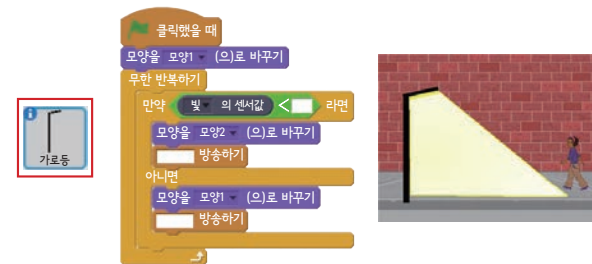 클릭했을 때
모양을 모양1 (으)로 바꾸기
무한 반복하기
만약 빛 의 센서값 < 라면
모양을 모양2 (으)로 바꾸기
방송하기
아니면
모양을 모양1 (으)로 바꾸기
방송하기
i
가로등